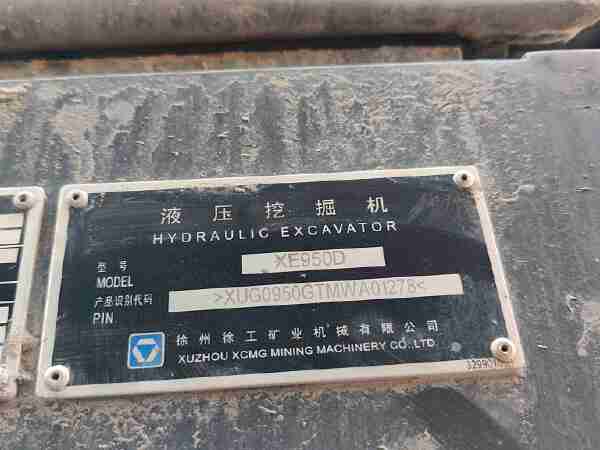 液压挖掘机
HYDRAULIC EXCAVATOR
型号
MODEL
XE950D
产品识别代码
PIN
>XUG0950GTMWA01278<
徐州徐工矿业机械有限公司
XUZHOU XCMG MINING MACHINERY CO.,LTD.